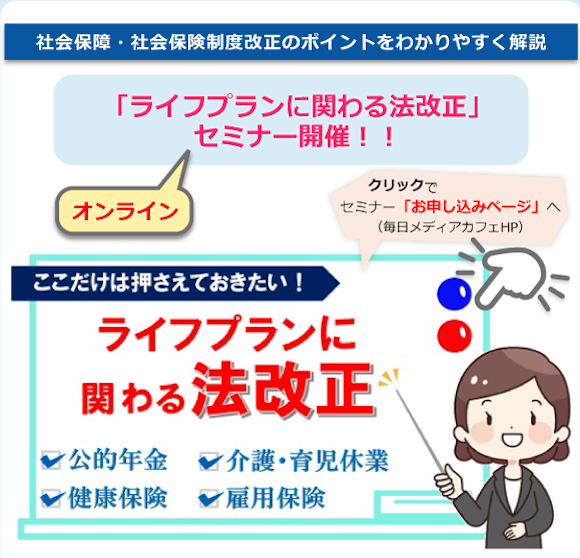 社会保障・社会保険制度改正のポイントをわかりやすく解説
「ライフプランに関わる法改正」
セミナー開催！！
オンライン
クリックで
セミナー「お申し込みページ」へ
（毎日メディアカフェHP）
ここだけは押さえておきたい！
ライフプランに
関わる法改正
公的年金
介護・育児休業
健康保険
雇用保険